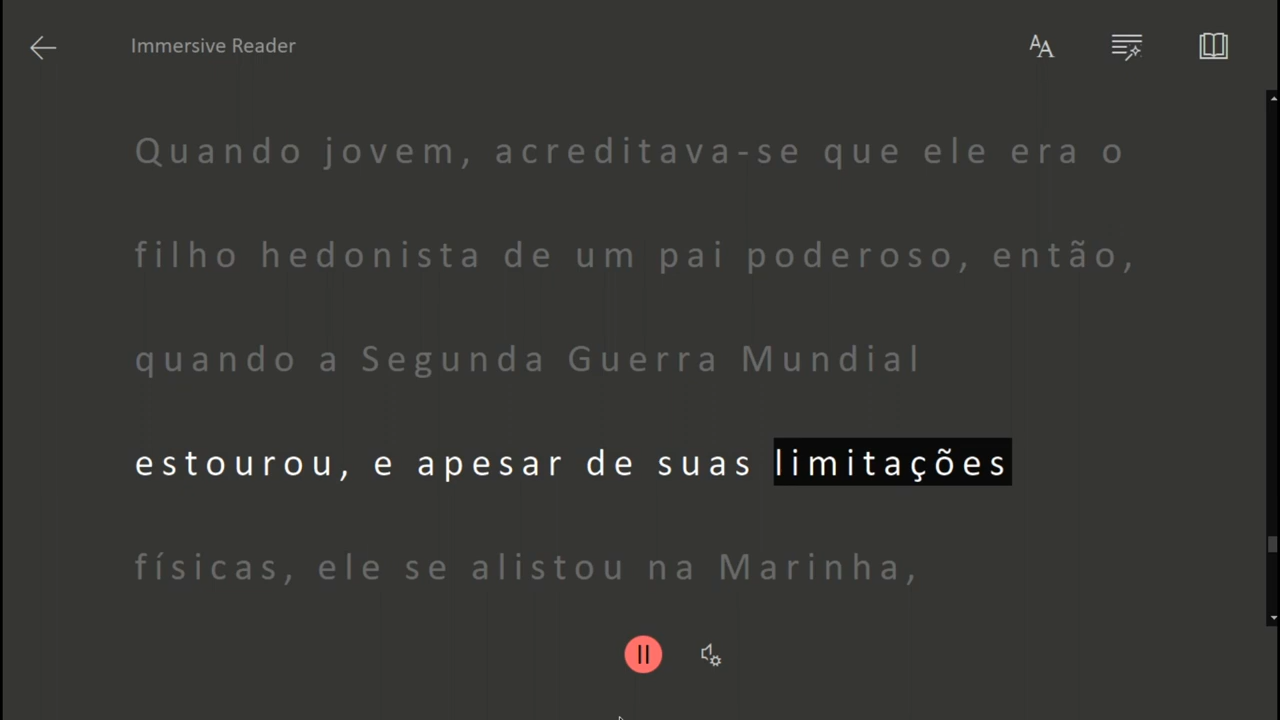 Immersive Reader
Quando jovem, acreditava-se que ele era o
filho hedonista de um pai poderoso, então,
quando a Segunda Guerra Mundial
estourou, e apesar de suas limitações
físicas, ele se alistou na Marinha,